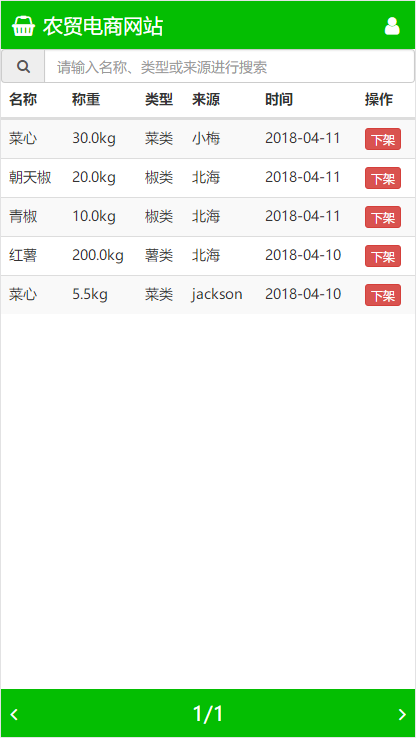 农贸电商网站
请输入名称、类型或来源进行搜索
名称 称重 类型 来源 时间 操作
菜心 30.0kg 菜类 小梅 2018-04-11 下架
朝天椒 20.0kg 椒类 北海 2018-04-11 下架
青椒 10.0kg 椒类 北海 2018-04-11 下架
红薯 200.0kg 薯类 北海 2018-04-10 下架
菜心 5.5kg 菜类 jackson 2018-04-10 下架
1/1